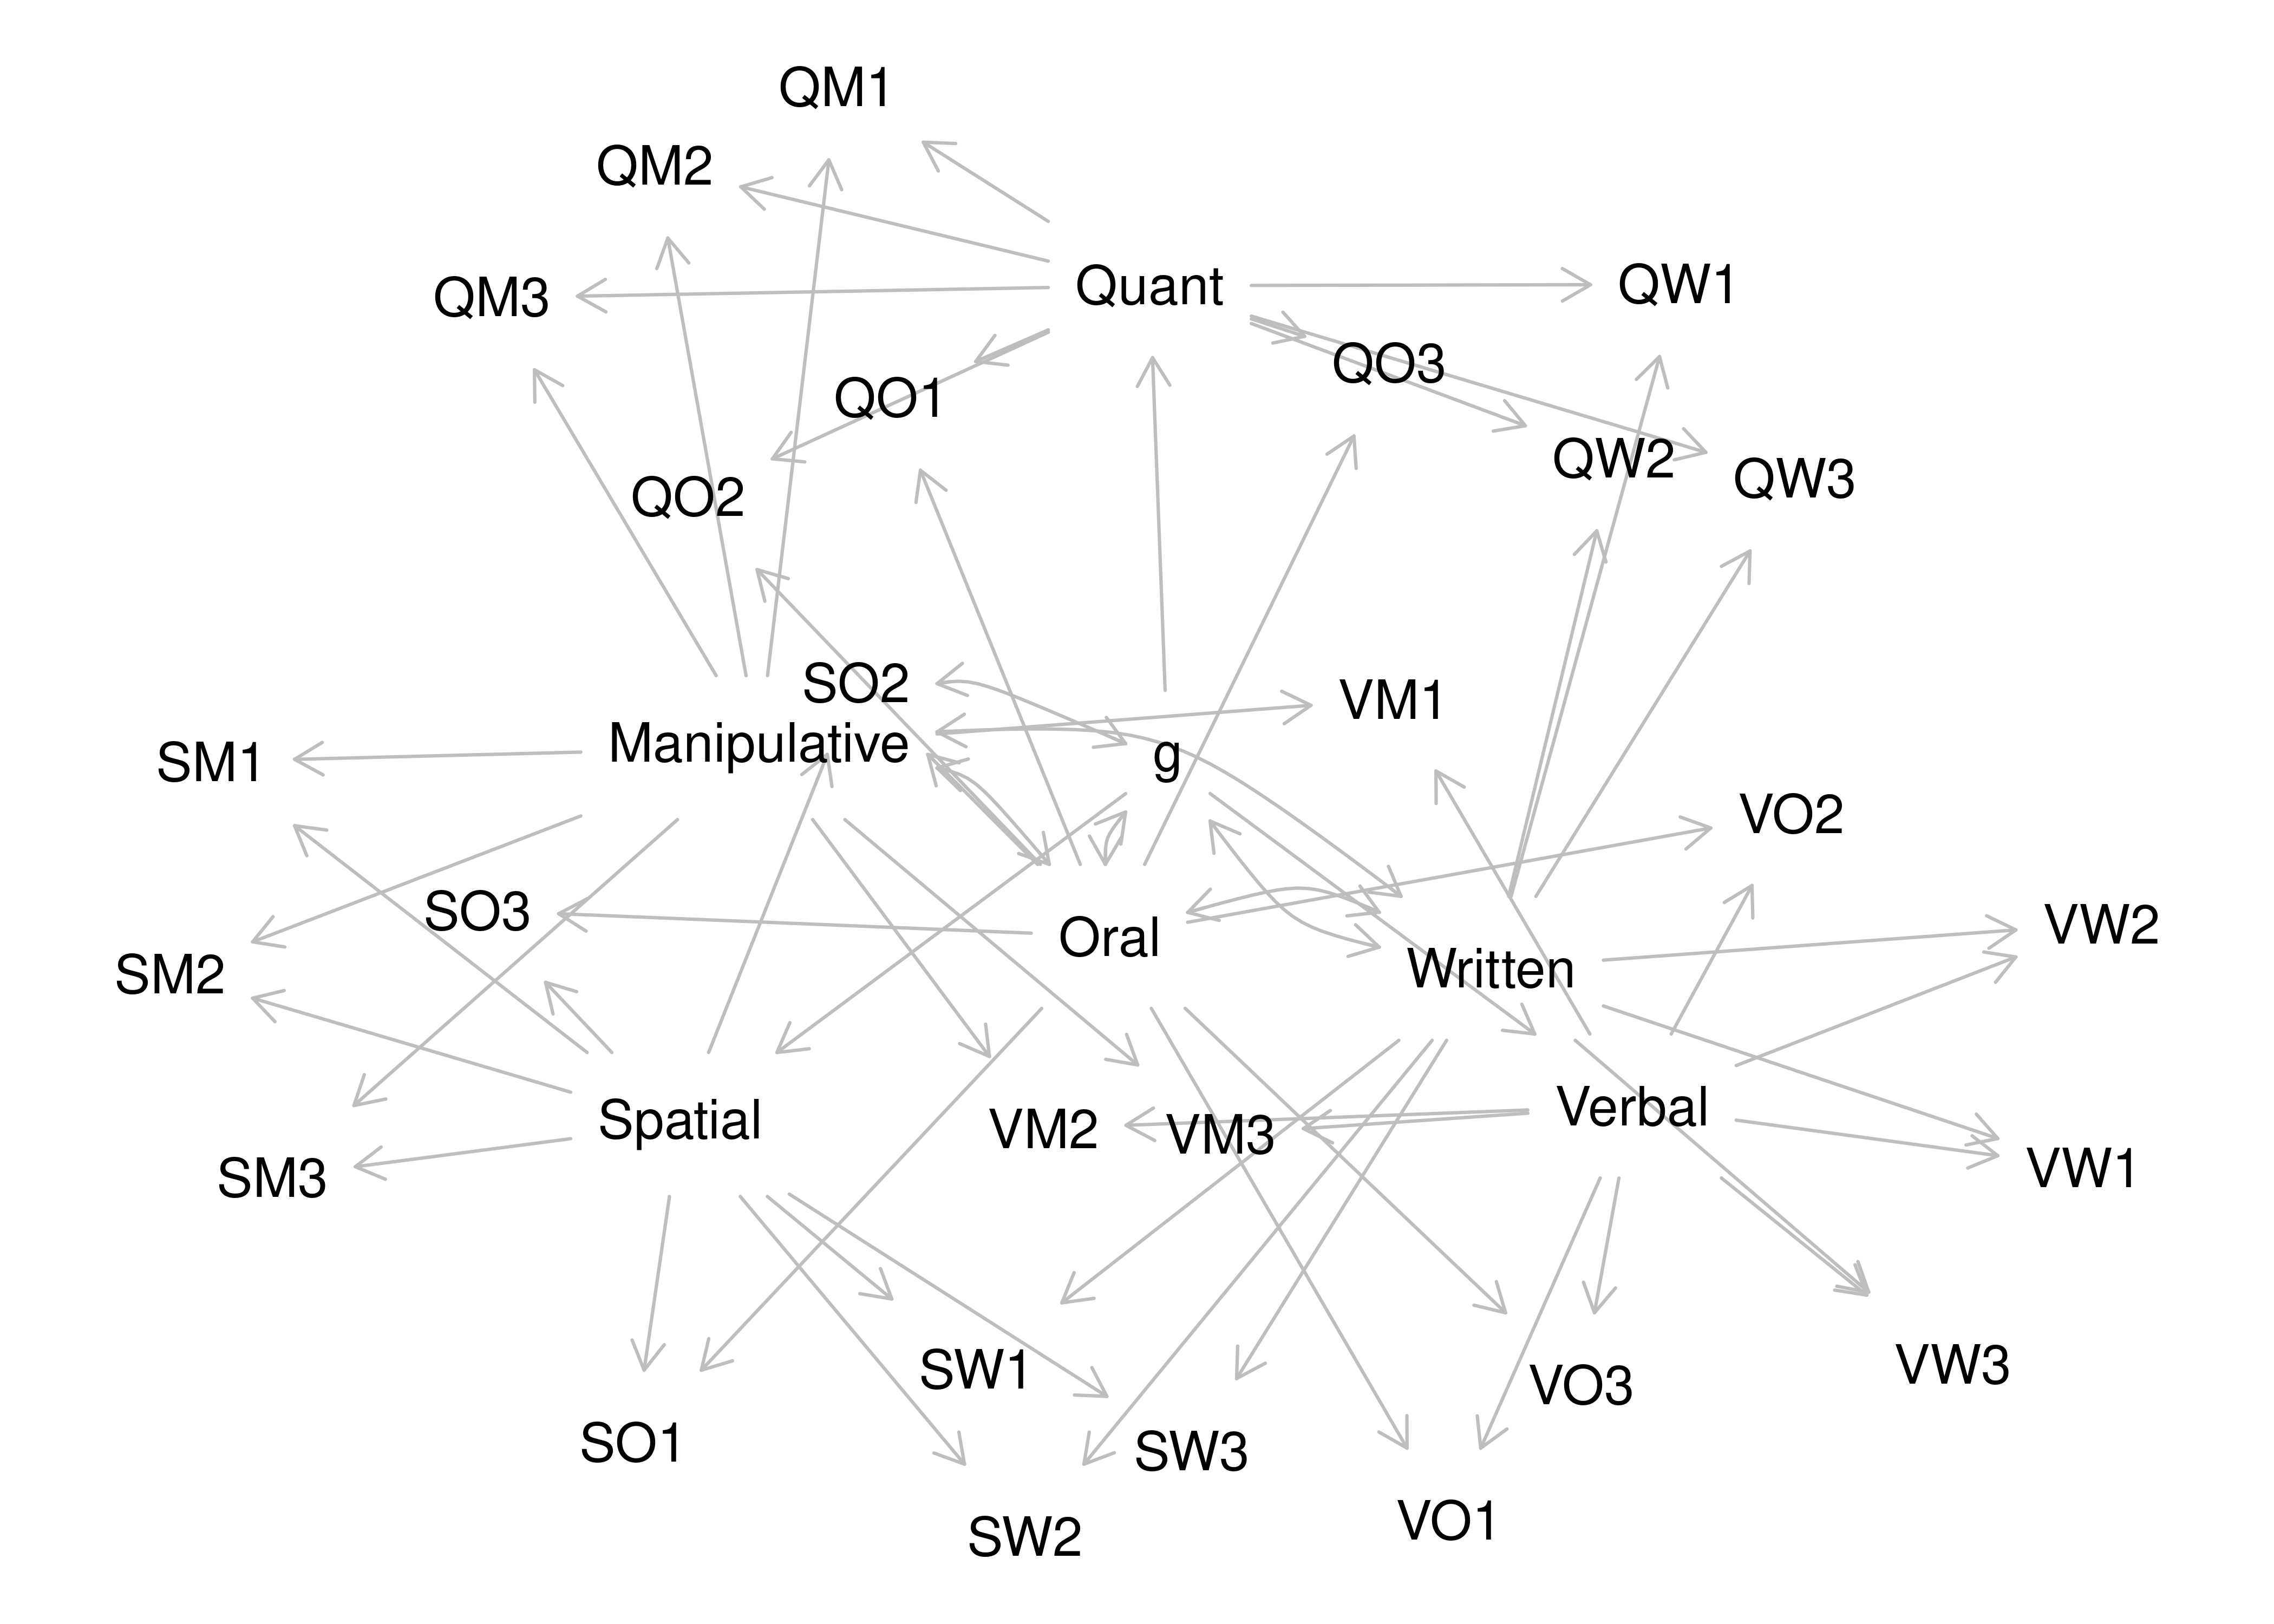 QM1
QM2
QM3
Quant
QW1
QO3
QO1
QW2
QW3
QO2
SO2
VM1
Manipulative
g
SM1
VO2
SO3
Oral
VW2
SM2
Written
Spatial
VM2
VM3
Verbal
SM3
VW1
SW1
VO3
VW3
SO1
SW3
VO1
SW2